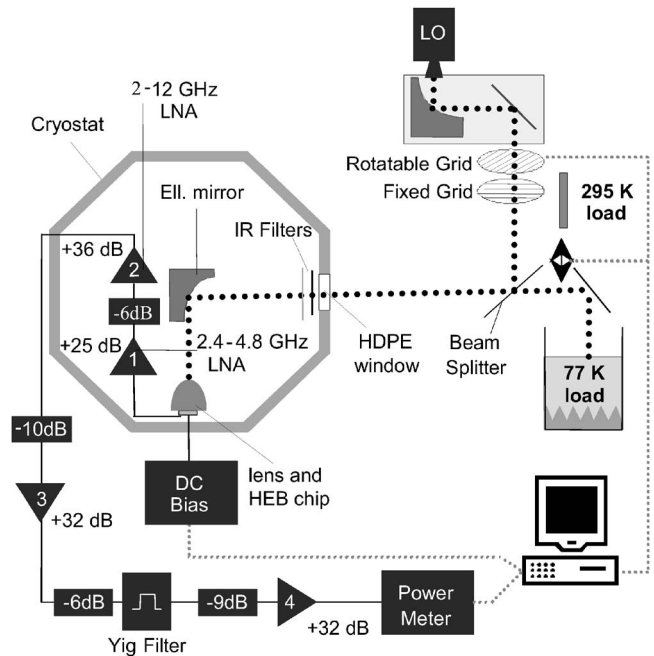 LO
2-12 GHz
LNA
Cryostat
Ell. mirror
IR Filters
Rotatable Grid
Fixed Grid
295 K
load
+36 dB
2
-6dB
+25 dB
1
2.4-4.8 GHz
LNA
HDPE
window
Beam
Splitter
77 K
load
-10dB
DC
Bias
lens and
HEB chip
3
+32 dB
-6dB
Yig Filter
-9dB
4
+32 dB
Power
Meter